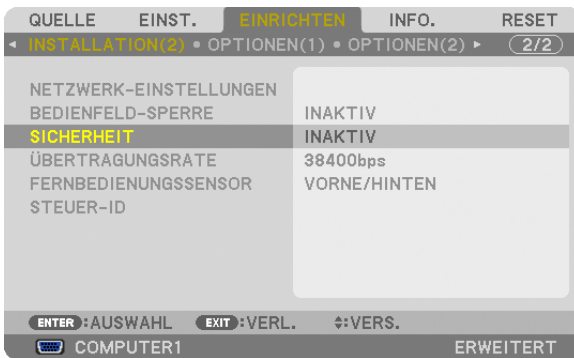 QUELLE EINST. EINRICHTEN INFO. RESET
◂ INSTALLATION(2) • OPTIONEN(1) • OPTIONEN(2) ▸ 2/2
NETZWERK-EINSTELLUNGEN
BEDIENFELD-SPERRE INAKTIV
SICHERHEIT INAKTIV
ÜBERTRAGUNGSRATE 38400bps
FERNBEDIENUNGSSENSOR VORNE/HINTEN
STEUER-ID
ENTER :AUSWAHL EXIT :VERL. ♦:VERS.
COMPUTER1 ERWEITERT